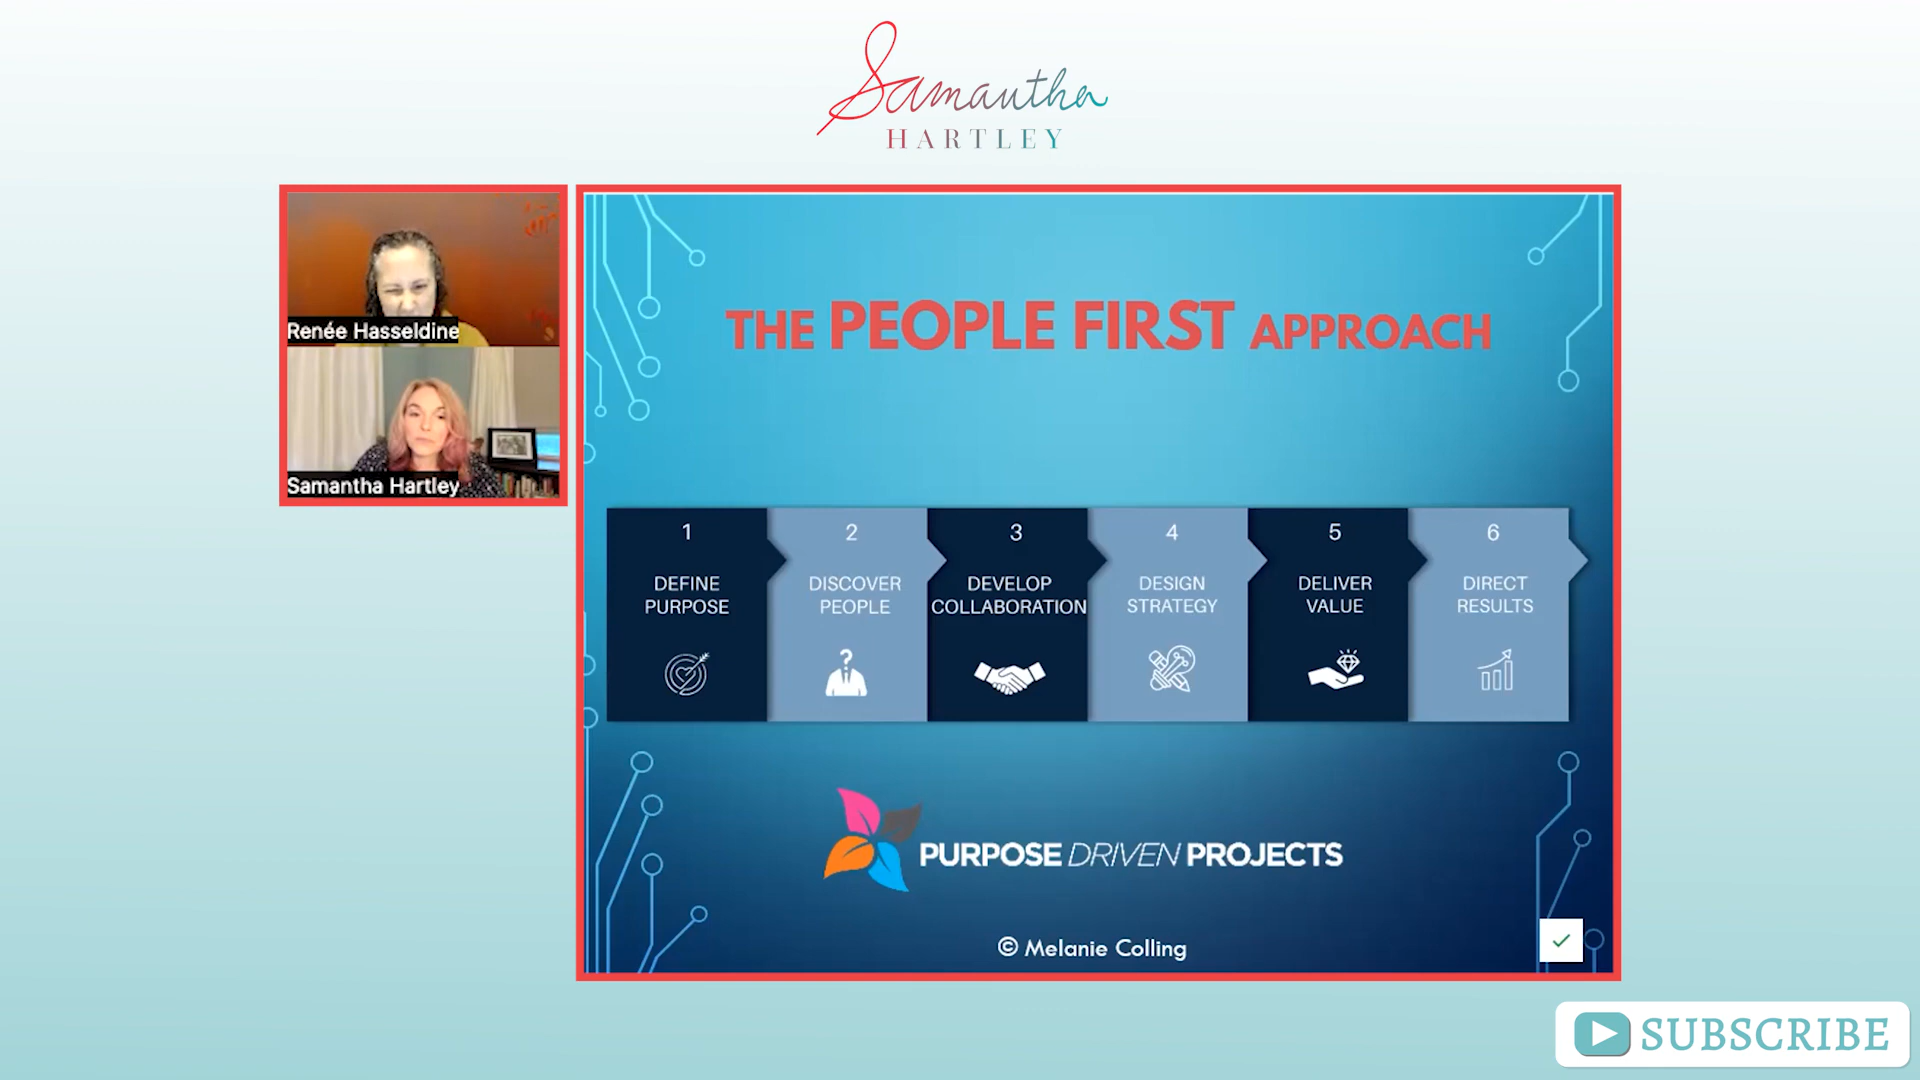 Samantha
HARTLEY
Renée Hasseldine
Samantha Hartley
THE PEOPLE FIRST APPROACH
1
DEFINE
PURPOSE
2
DISCOVER
PEOPLE
3
DEVELOP
COLLABORATION
4
DESIGN
STRATEGY
5
DELIVER
VALUE
6
DIRECT
RESULTS
PURPOSE DRIVEN PROJECTS
© Melanie Colling
SUBSCRIBE